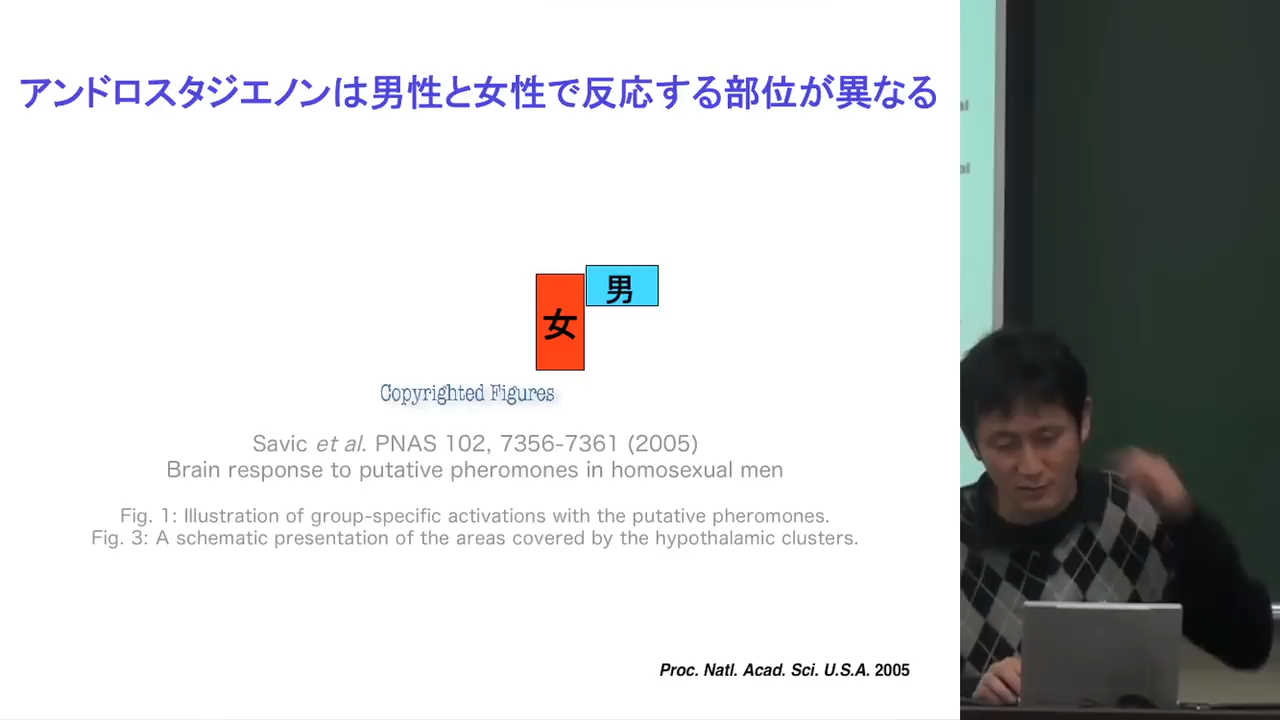 アンドロスタジエノンは男性と女性で反応する部位が異なる
男
女
Copyrighted Figures
Savic et al. PNAS 102, 7356-7361 (2005)
Brain response to putative pheromones in homosexual men
Fig. 1: Illustration of group-specific activations with the putative pheromones.
Fig. 3: A schematic presentation of the areas covered by the hypothalamic clusters.
Proc. Natl. Acad. Sci. U.S.A. 2005